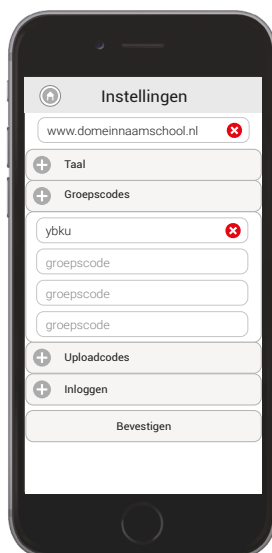 Instellingen
www.domeinnaamschool.nl
Taal
Groepscodes
ybku
groepscode
groepscode
groepscode
Uploadcodes
Inloggen
Bevestigen